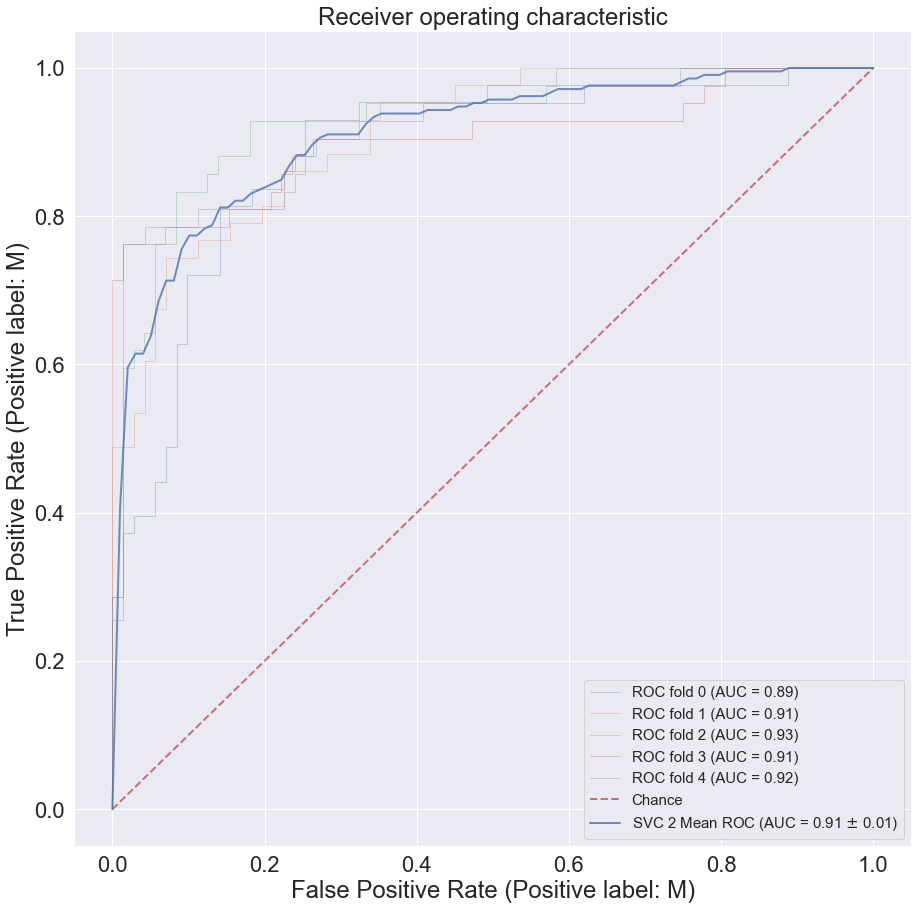 Receiver operating characteristic
True Positive Rate (Positive label: M)
1.0
0.8
0.6
0.4
0.2
0.0
ROC fold 0 (AUC = 0.89)
ROC fold 1 (AUC = 0.91)
ROC fold 2 (AUC = 0.93)
ROC fold 3 (AUC = 0.91)
ROC fold 4 (AUC = 0.92)
Chance
SVC 2 Mean ROC (AUC = 0.91 ± 0.01)
0.0 0.2 0.4 0.6 0.8 1.0
False Positive Rate (Positive label: M)